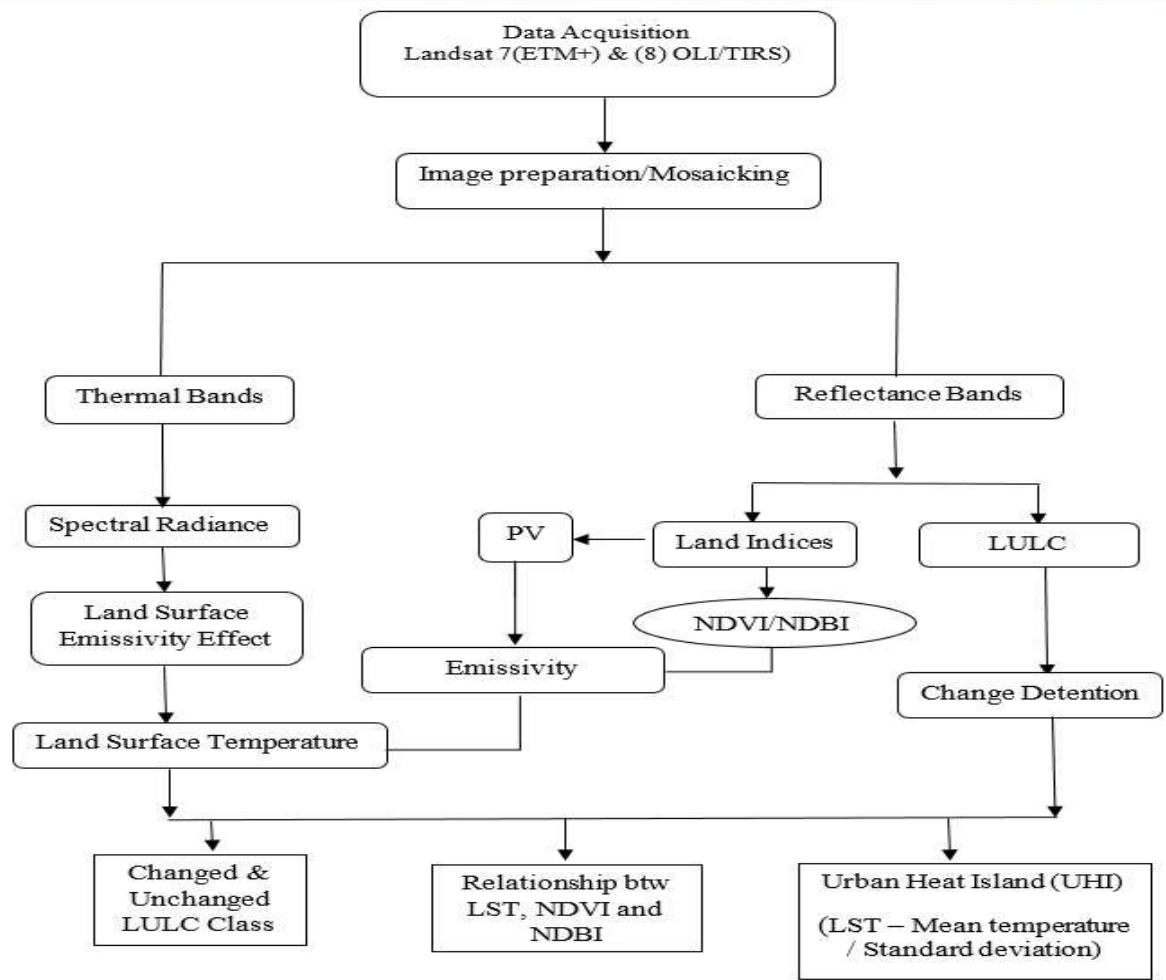 Data Acquisition
Landsat 7(ETM+) & (8) OLI/TIRS)
Image preparation/Mosaicking
Thermal Bands
Reflectance Bands
Spectral Radiance
PV
Land Indices
LULC
Land Surface
Emissivity Effect
NDVI/NDBI
Emissivity
Change Detention
Land Surface Temperature
Changed &
Unchanged
LULC Class
Relationship btw
LST, NDVI and
NDBI
Urban Heat Island (UHI)
(LST – Mean temperature
/ Standard deviation)